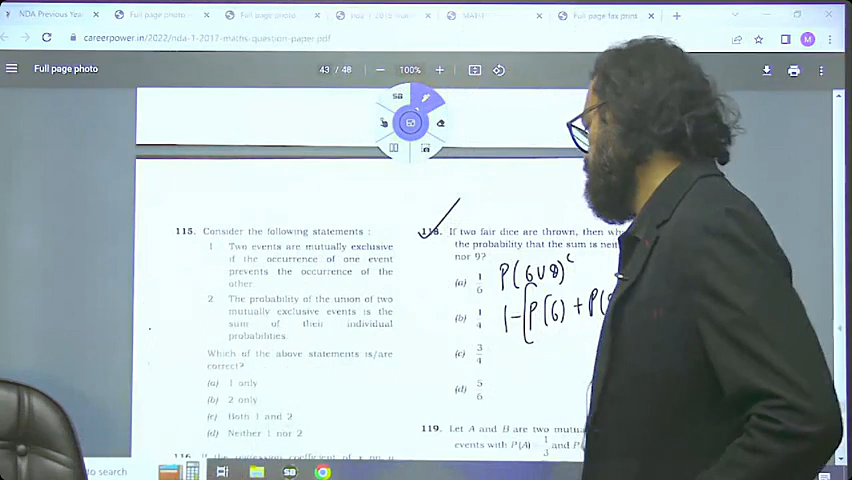 NDA Previous Yea
Full page photo
Full page photo
MATH
Full page fax print
careerpower.in/2022/nda-1-2017-maths-question-paper.pdf
M
Full page photo
43 / 48
100%
115. Consider the following statements :
1 Two events are mutually exclusive
if the occurrence of one event
prevents the occurrence of the
other.
2 The probability of the union of two
mutually exclusive events is the
sum of their individual
probabilities.
Which of the above statements is/are
correct?
(a) 1 only
(b) 2 only
(c) Both 1 and 2
(d) Neither 1 nor 2
118. If two fair dice are thrown, then wh
the probability that the sum is neit
nor 9?
(a) 1/6
(b) 1/4
(c) 3/4
(d) 5/6
P(6∪8)ᶜ
1-[P(6)+P(
119. Let A and B are two mutu
events with P(A) 1/3 and P(
to search